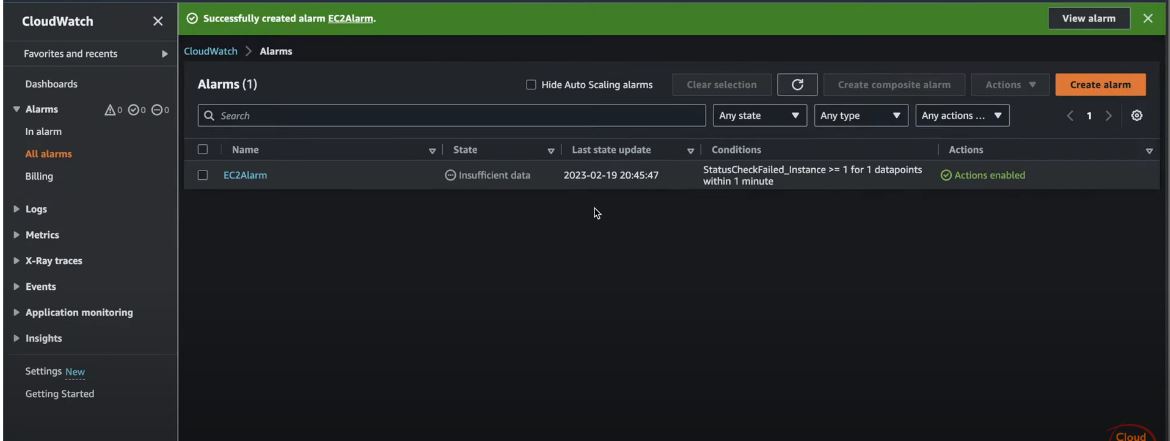 CloudWatch
Successfully created alarm EC2Alarm.
View alarm
Favorites and recents
CloudWatch
Alarms
Dashboards
Alarms
0
0
0
In alarm
All alarms
Billing
Logs
Metrics
X-Ray traces
Events
Application monitoring
Insights
Settings New
Getting Started
Alarms (1)
Hide Auto Scaling alarms
Clear selection
Create composite alarm
Actions
Create alarm
Search
Any state
Any type
Any actions ...
1
Name
State
Last state update
Conditions
Actions
EC2Alarm
Insufficient data
2023-02-19 20:45:47
StatusCheckFailed_Instance >= 1 for 1 datapoints
within 1 minute
Actions enabled
Cloud